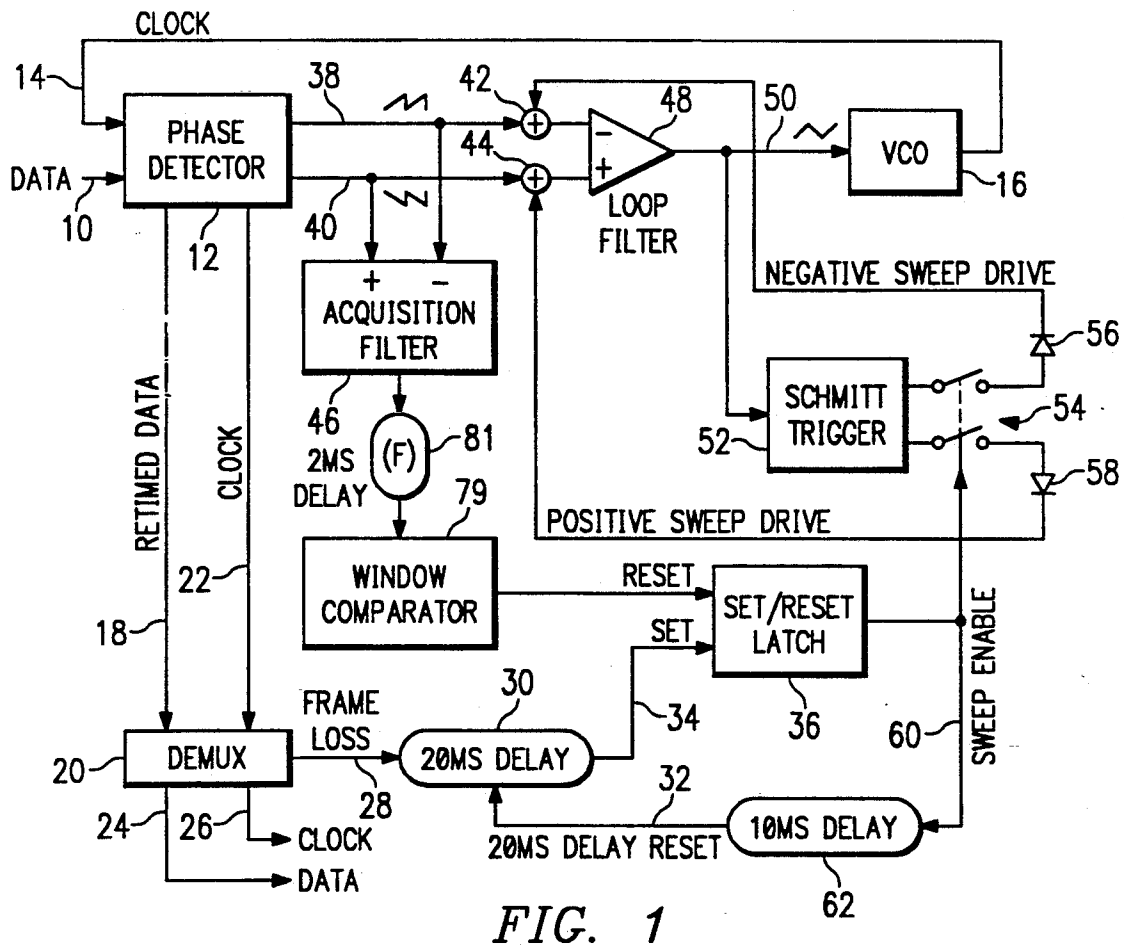 CLOCK
14
38
42
48
50
PHASE
DETECTOR
VCO
44
DATA
10
12
40
LOOP
FILTER
16
NEGATIVE SWEEP DRIVE
+ -
ACQUISITION
FILTER
56
SCHMITT
TRIGGER
52
54
46
81
(F)
2MS
DELAY
58
79
POSITIVE SWEEP DRIVE
RETIMED DATA
CLOCK
WINDOW
COMPARATOR
RESET
SET
SET/RESET
LATCH
22
18
36
34
30
60
SWEEP ENABLE
FRAME
LOSS
20
DEMUX
20MS DELAY
28
32
24
26
CLOCK
DATA
20MS DELAY RESET
10MS DELAY
62
FIG. 1